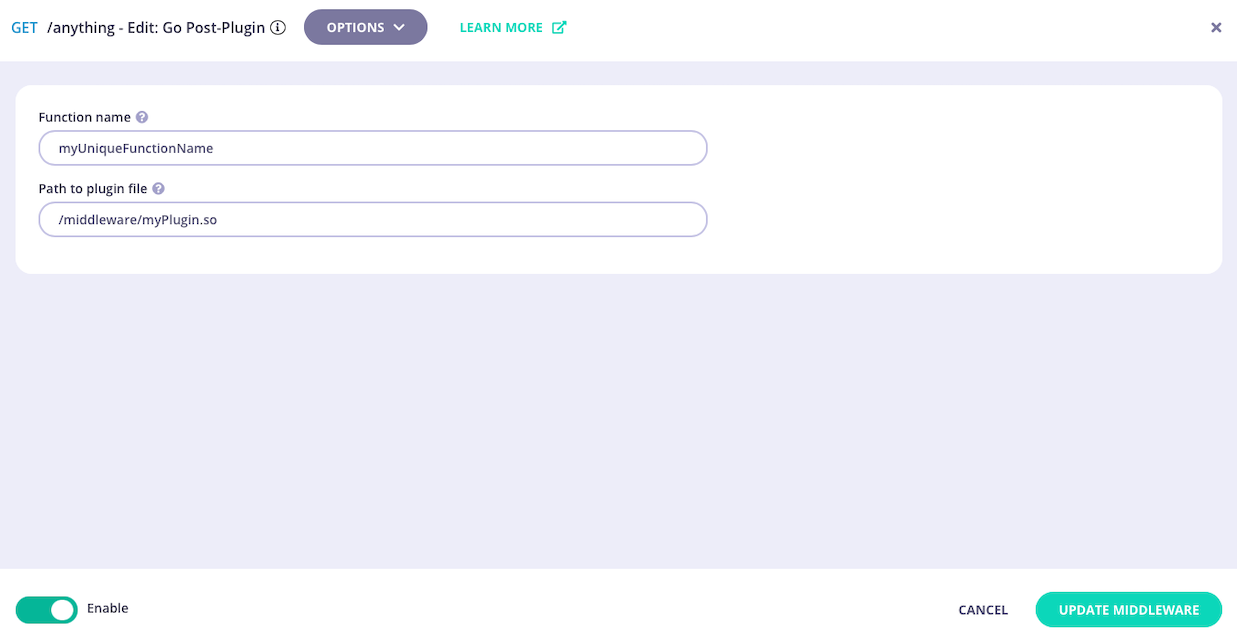 GET /anything - Edit: Go Post-Plugin OPTIONS LEARN MORE
Function name
myUniqueFunctionName
Path to plugin file
/middleware/myPlugin.so
Enable CANCEL UPDATE MIDDLEWARE